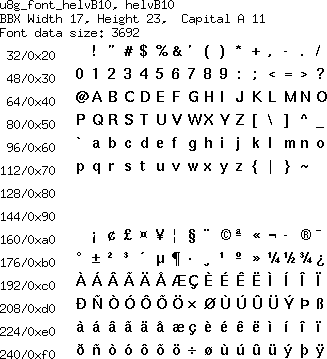 u8g_font_helvB10, helvB10
BBX Width 17, Height 23, Capital A 11
Font data size: 3692
32/0x20 ! " # $ % & ' ( ) * + , - . /
48/0x30 0 1 2 3 4 5 6 7 8 9 : ; < = > ?
64/0x40 @ A B C D E F G H I J K L M N O
80/0x50 P Q R S T U V W X Y Z [ \ ] ^ _
96/0x60 ` a b c d e f g h i j k l m n o
112/0x70 p q r s t u v w x y z { | } ~
128/0x80
144/0x90
160/0xa0 ¡ ¢ £ ¤ ¥ ¦ § ¨ © ª « ¬ - ® ¯
176/0xb0 ° ± ² ³ ´ µ ¶ · ¸ ¹ º » ¼ ½ ¾ ¿
192/0xc0 À Á Â Ã Ä Å Æ Ç È É Ê Ë Ì Í Î Ï
208/0xd0 Ð Ñ Ò Ó Ô Õ Ö × Ø Ù Ú Û Ü Ý Þ ß
224/0xe0 à á â ã ä å æ ç è é ê ë ì í î ï
240/0xf0 ð ñ ò ó ô õ ö ÷ ø ù ú û ü ý þ ÿ